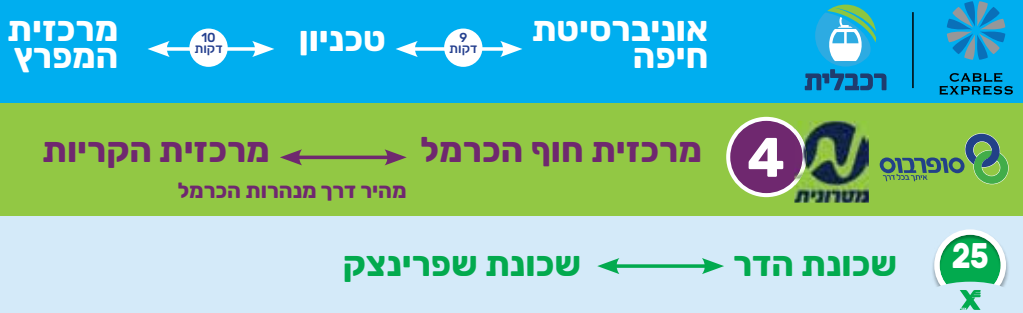 CABLE
EXPRESS
רכבלית
אוניברסיטת
חיפה
9
דקות
טכניון
10
דקות
מרכזית
המפרץ
סופרבוס
איתך בכל דרך
מטרונית
4
מרכזית חוף הכרמל
מרכזית הקריות
מהיר דרך מנהרות הכרמל
25
שכונת הדר
שכונת שפרינצק